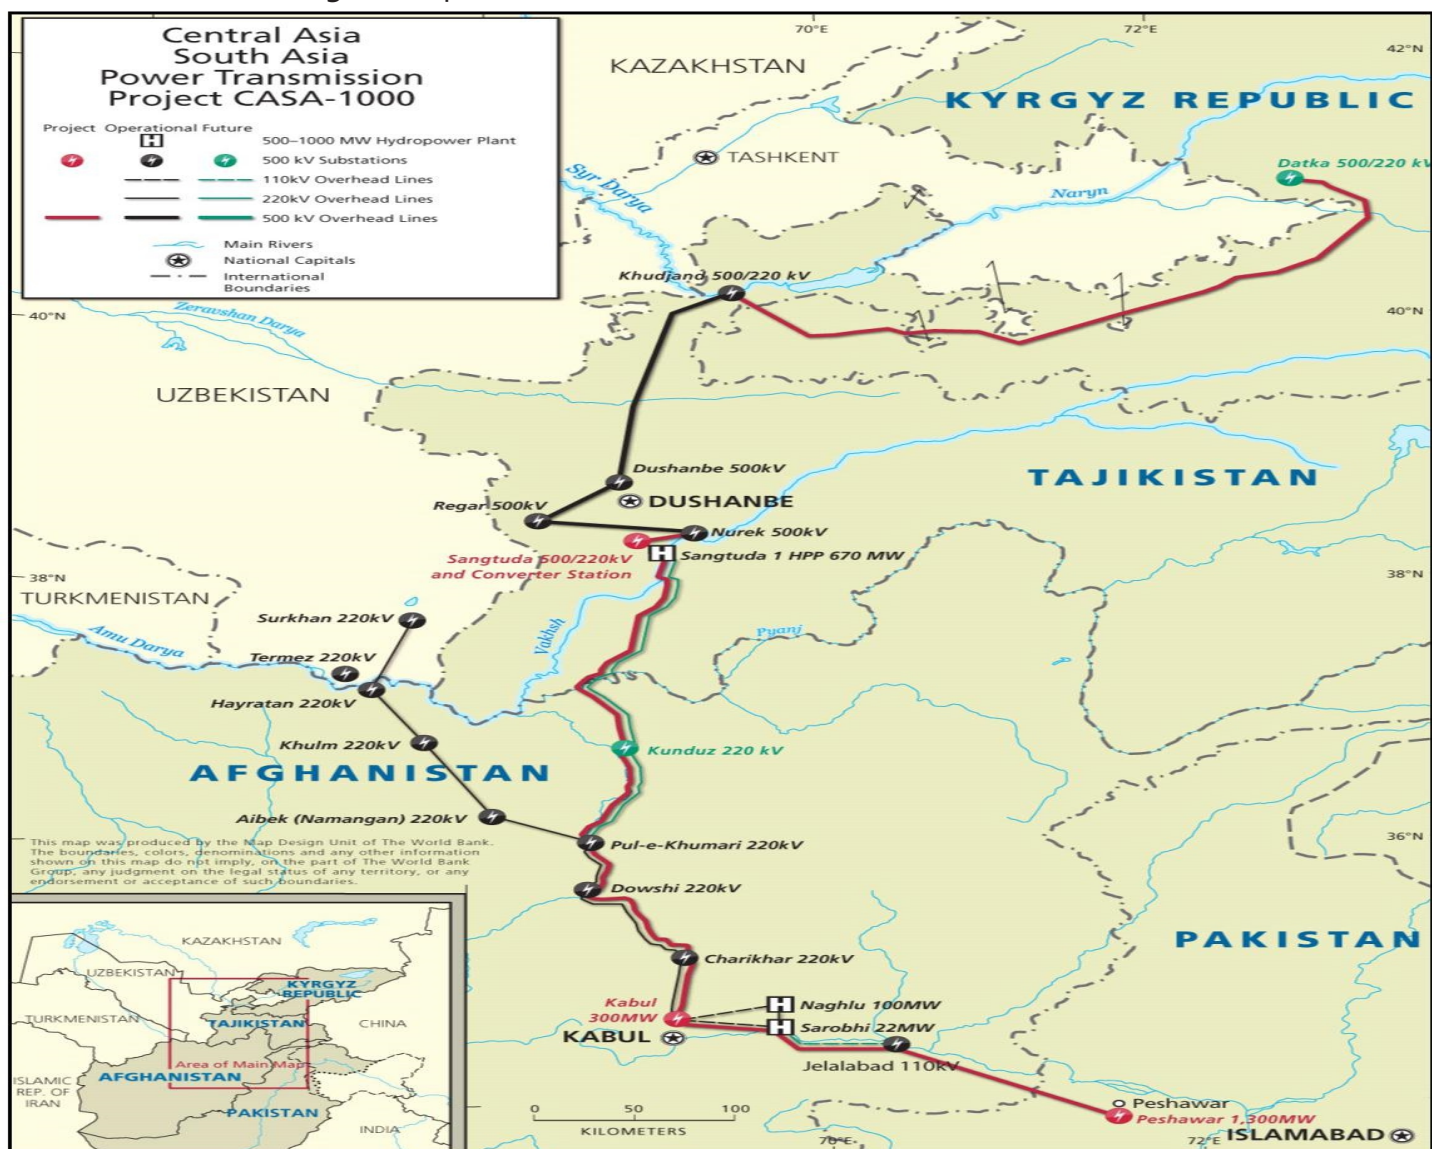 Central Asia
South Asia
Power Transmission
Project CASA-1000
Project Operational Future
H 500–1000 MW Hydropower Plant
500 kV Substations
110kV Overhead Lines
220kV Overhead Lines
500 kV Overhead Lines
Main Rivers
National Capitals
International
Boundaries
70°E
72°E
42°N
KAZAKHSTAN
KYRGYZ REPUBLIC
TASHKENT
Datka 500/220 kV
Syr Darya
Naryn
Khudjand 500/220 kV
Zeravshan Darya
40°N
40°N
UZBEKISTAN
Dushanbe 500kV
TAJIKISTAN
Regar 500kV
DUSHANBE
Nurek 500kV
Sangtuda 500/220kV
and Converter Station
H Sangtuda 1 HPP 670 MW
38°N
38°N
TURKMENISTAN
Surkhan 220kV
Amu Darya
Vakhsh
Pyanj
Termez 220kV
Hayratan 220kV
Khulm 220kV
Kunduz 220 kV
AFGHANISTAN
Aibek (Namangan) 220kV
36°N
Pul-e-Khumari 220kV
This map was produced by the Map Design Unit of The World Bank.
The boundaries, colors, denominations and any other information
shown on this map do not imply, on the part of The World Bank
Group, any judgment on the legal status of any territory, or any
endorsement or acceptance of such boundaries.
Dowshi 220kV
PAKISTAN
Charikhar 220kV
Kabul
300MW
H Naghlu 100MW
H Sarobhi 22MW
KABUL
Jelalabad 110kV
Peshawar
Peshawar 1,300MW
0 50 100
KILOMETERS
70°E
72°E
ISLAMABAD
KAZAKHSTAN
UZBEKISTAN
KYRGYZ
REPUBLIC
TURKMENISTAN
TAJIKISTAN
CHINA
Area of Main Map
AFGHANISTAN
ISLAMIC
REP. OF
IRAN
PAKISTAN
INDIA